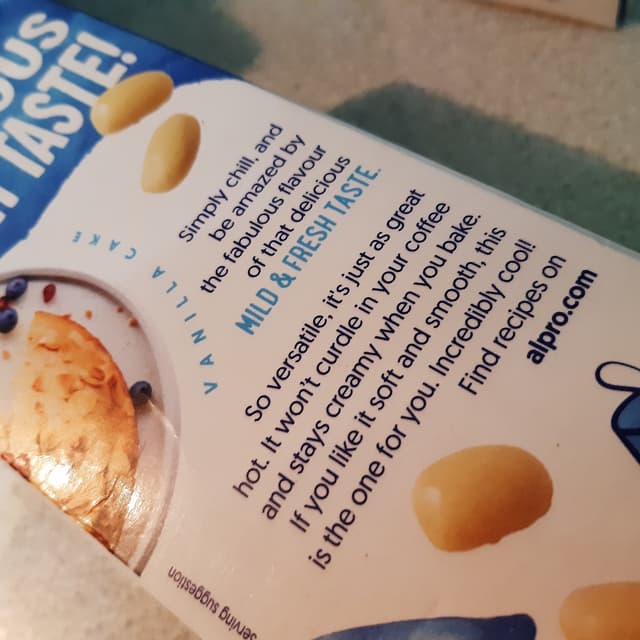 OUS
TASTE!
Simply chill, and
be amazed by
the fabulous flavour
of that delicious
MILD & FRESH TASTE.
VANILLA CAKE
So versatile, it's just as great
hot. It won't curdle in your coffee
and stays creamy when you bake.
If you like it soft and smooth, this
is the one for you. Incredibly cool!
Find recipes on
alpro.com
serving suggestion